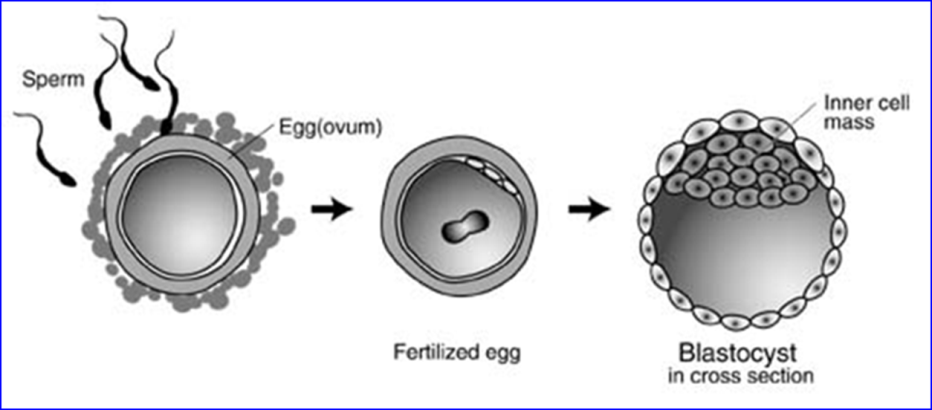 Sperm
Egg(ovum)
Inner cell
mass
Fertilized egg
Blastocyst
in cross section